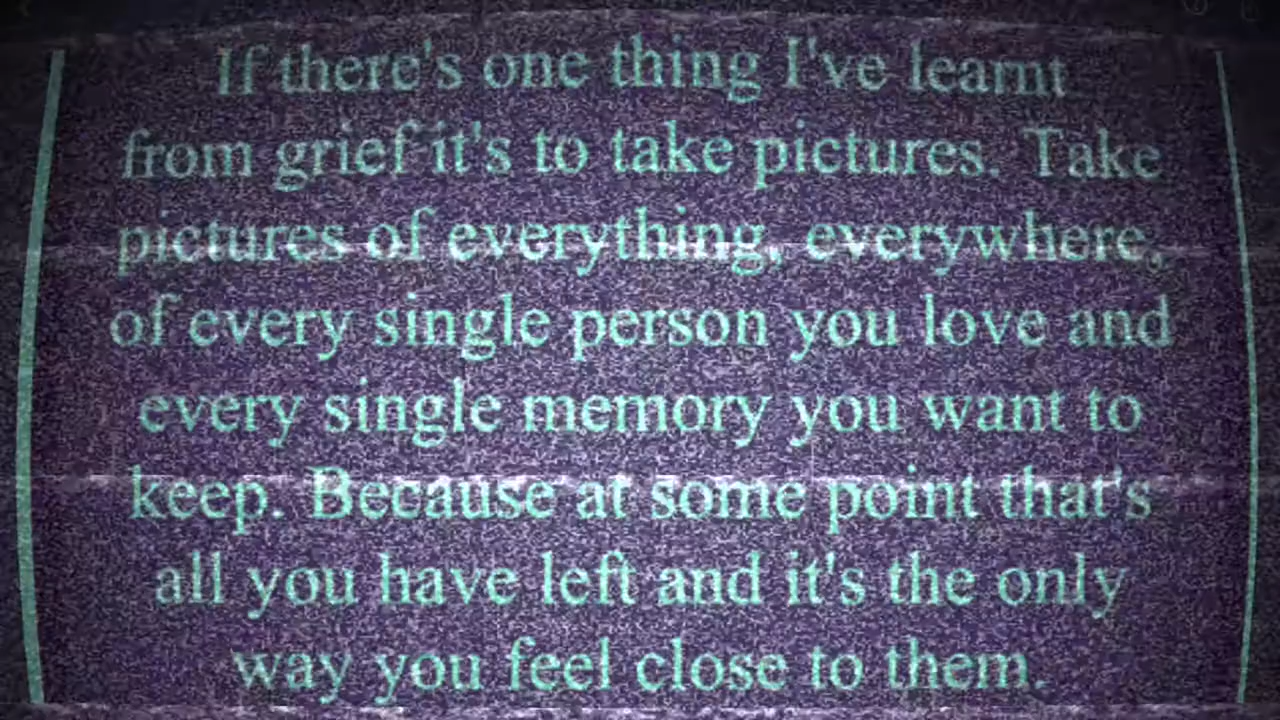 If there's one thing I've learnt
from grief it's to take pictures. Take
pictures of everything, everywhere,
of every single person you love and
every single memory you want to
keep. Because at some point that's
all you have left and it's the only
way you feel close to them.